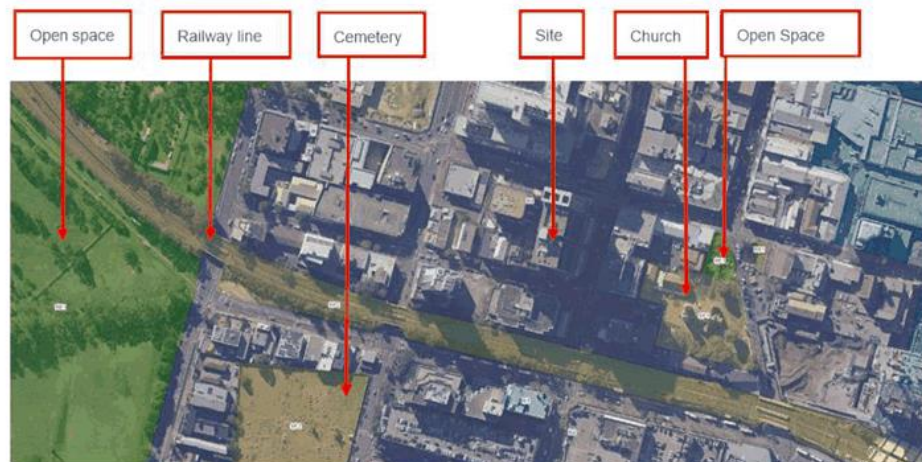 Open space
Railway line
Cemetery
Site
Church
Open Space